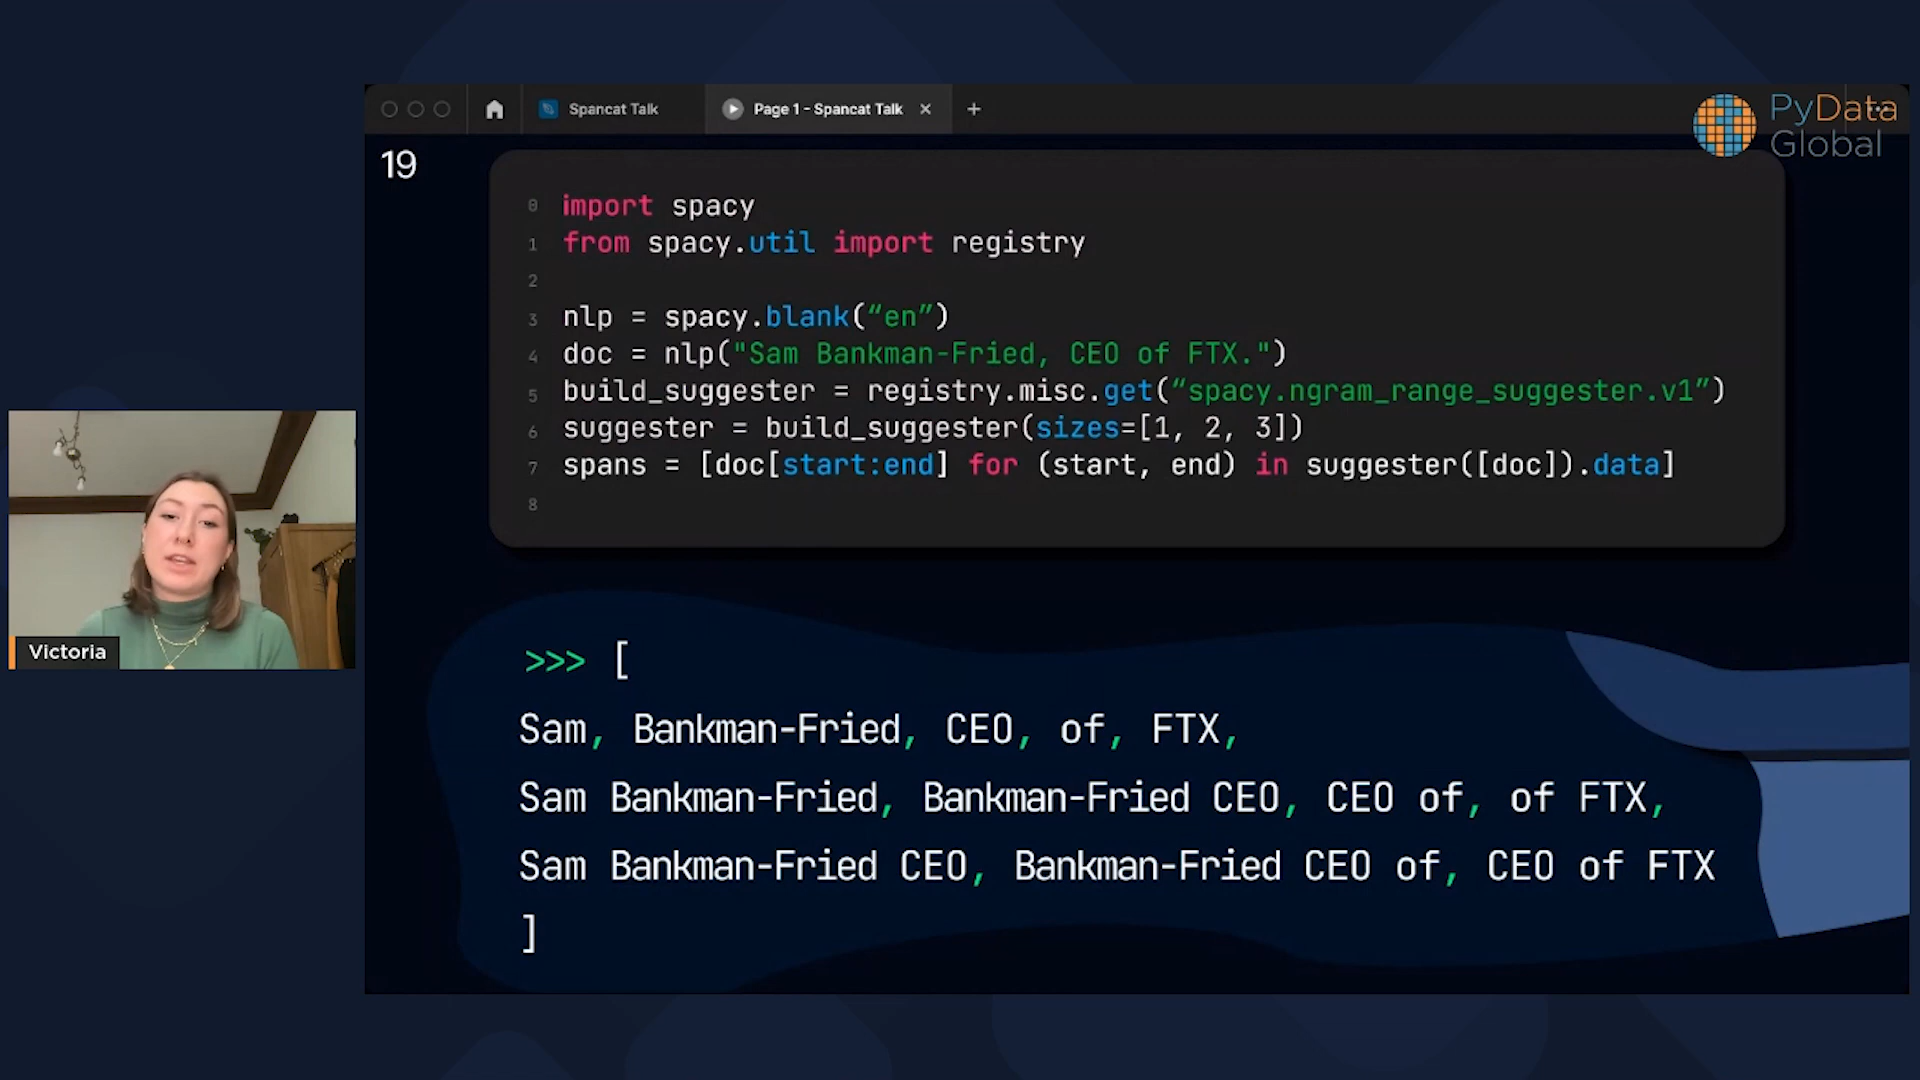 Spancat Talk
Page 1 - Spancat Talk
PyData
Global
19
0 import spacy
1 from spacy.util import registry
2
3 nlp = spacy.blank(“en”)
4 doc = nlp("Sam Bankman-Fried, CEO of FTX.")
5 build_suggester = registry.misc.get(“spacy.ngram_range_suggester.v1”)
6 suggester = build_suggester(sizes=[1, 2, 3])
7 spans = [doc[start:end] for (start, end) in suggester([doc]).data]
8
Victoria
>>> [
Sam, Bankman-Fried, CEO, of, FTX,
Sam Bankman-Fried, Bankman-Fried CEO, CEO of, of FTX,
Sam Bankman-Fried CEO, Bankman-Fried CEO of, CEO of FTX
]